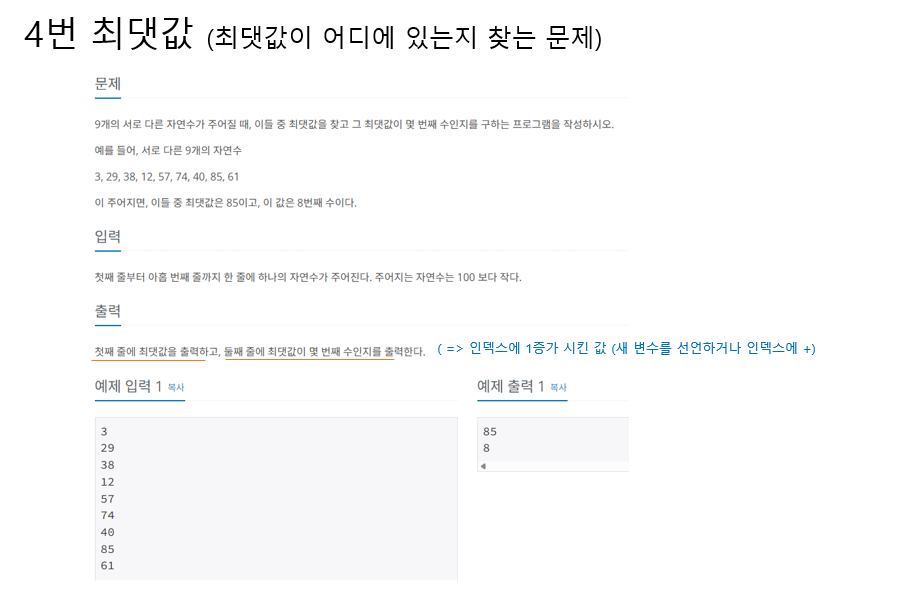 4번 최댓값 (최댓값이 어디에 있는지 찾는 문제)
문제
9개의 서로 다른 자연수가 주어질 때, 이들 중 최댓값을 찾고 그 최댓값이 몇 번째 수인지를 구하는 프로그램을 작성하시오.
예를 들어, 서로 다른 9개의 자연수
3, 29, 38, 12, 57, 74, 40, 85, 61
이 주어지면, 이들 중 최댓값은 85이고, 이 값은 8번째 수이다.
입력
첫째 줄부터 아홉 번째 줄까지 한 줄에 하나의 자연수가 주어진다. 주어지는 자연수는 100 보다 작다.
출력
첫째 줄에 최댓값을 출력하고, 둘째 줄에 최댓값이 몇 번째 수인지를 출력한다. ( => 인덱스에 1증가 시킨 값 (새 변수를 선언하거나 인덱스에 +)
예제 입력 1 복사
3
29
38
12
57
74
40
85
61
예제 출력 1 복사
85
8